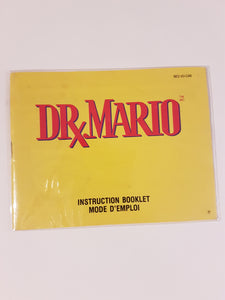 DR. MARIO
INSTRUCTION BOOKLET
MODE D'EMPLOI